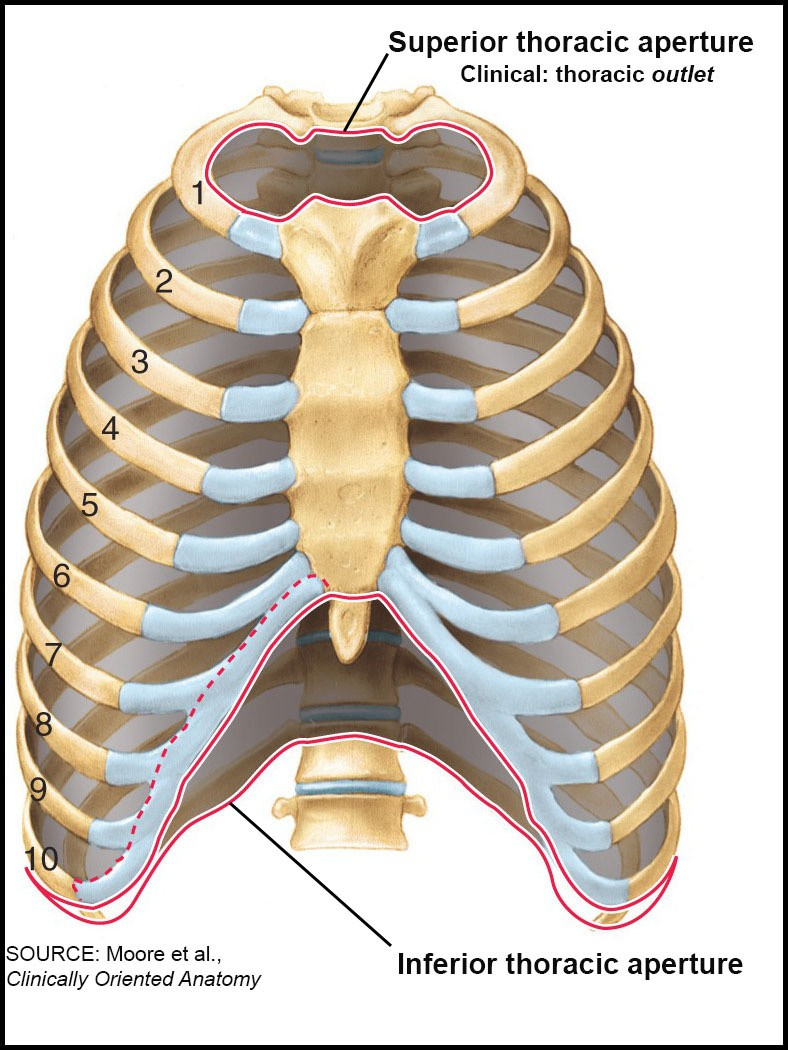 Superior thoracic aperture
Clinical: thoracic outlet
1
2
3
4
5
6
7
8
9
10
SOURCE: Moore et al.,
Clinically Oriented Anatomy
Inferior thoracic aperture